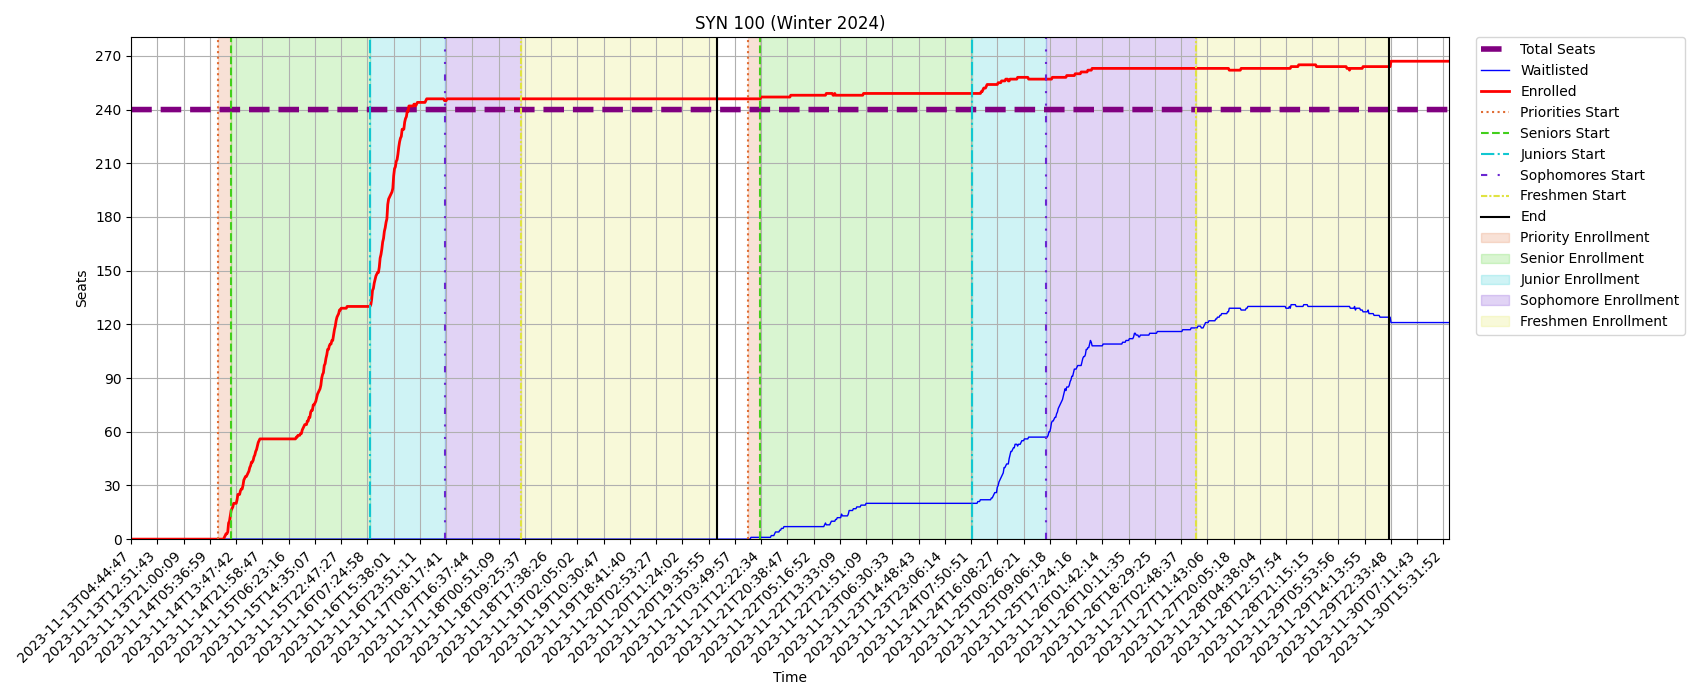 SYN 100 (Winter 2024)
270
240
210
180
150
120
90
60
30
0
Seats
2023-11-13T04:44:47
2023-11-13T12:51:43
2023-11-13T21:00:09
2023-11-14T05:36:59
2023-11-14T13:47:42
2023-11-14T21:58:47
2023-11-15T06:23:16
2023-11-15T14:35:07
2023-11-15T22:47:27
2023-11-16T07:24:58
2023-11-16T15:38:01
2023-11-16T23:51:11
2023-11-17T08:17:41
2023-11-17T16:37:44
2023-11-18T00:51:09
2023-11-18T09:25:37
2023-11-18T17:38:26
2023-11-19T02:05:02
2023-11-19T10:30:47
2023-11-19T18:41:40
2023-11-20T02:53:27
2023-11-20T11:24:02
2023-11-20T19:35:55
2023-11-21T03:49:57
2023-11-21T12:22:34
2023-11-21T20:38:47
2023-11-22T05:16:52
2023-11-22T13:33:09
2023-11-22T21:51:09
2023-11-23T06:30:33
2023-11-23T14:48:43
2023-11-23T23:06:14
2023-11-24T07:50:51
2023-11-24T16:08:27
2023-11-25T00:26:21
2023-11-25T09:06:18
2023-11-25T17:24:16
2023-11-26T01:42:14
2023-11-26T10:11:35
2023-11-26T18:29:25
2023-11-27T02:48:37
2023-11-27T11:43:06
2023-11-27T20:05:18
2023-11-28T04:38:04
2023-11-28T12:57:54
2023-11-28T21:15:15
2023-11-29T05:53:56
2023-11-29T14:13:55
2023-11-29T22:33:48
2023-11-30T07:11:43
2023-11-30T15:31:52
Time
Total Seats
Waitlisted
Enrolled
Priorities Start
Seniors Start
Juniors Start
Sophomores Start
Freshmen Start
End
Priority Enrollment
Senior Enrollment
Junior Enrollment
Sophomore Enrollment
Freshmen Enrollment